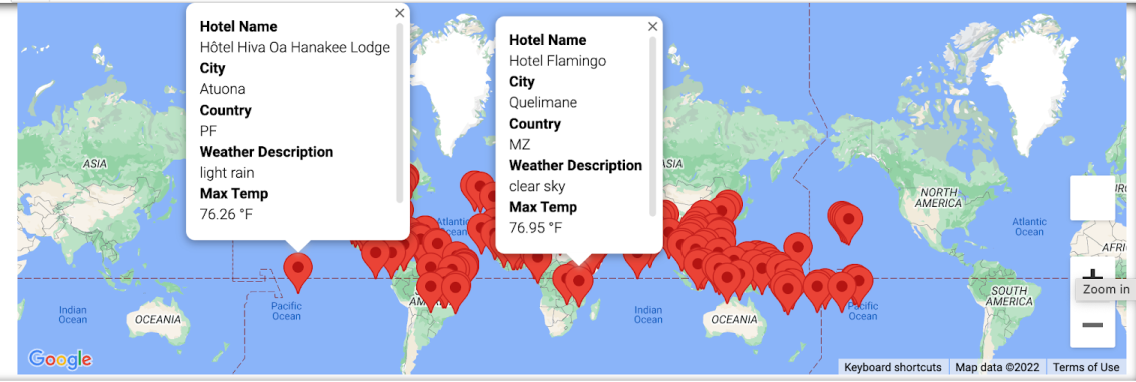 Hotel Name
Hôtel Hiva Oa Hanakee Lodge
City
Atuona
Country
PF
Weather Description
light rain
Max Temp
76.26 °F
Hotel Name
Hotel Flamingo
City
Quelimane
Country
MZ
Weather Description
clear sky
Max Temp
76.95 °F
ASIA
Atlantic
Ocean
NORTH
AMERICA
Atlantic
Ocean
Indian
Ocean
OCEANIA
Pacific
Ocean
Indian
Ocean
OCEANIA
Pacific
Ocean
SOUTH
AMERICA
Zoom in
Google
Keyboard shortcuts
Map data ©2022
Terms of Use